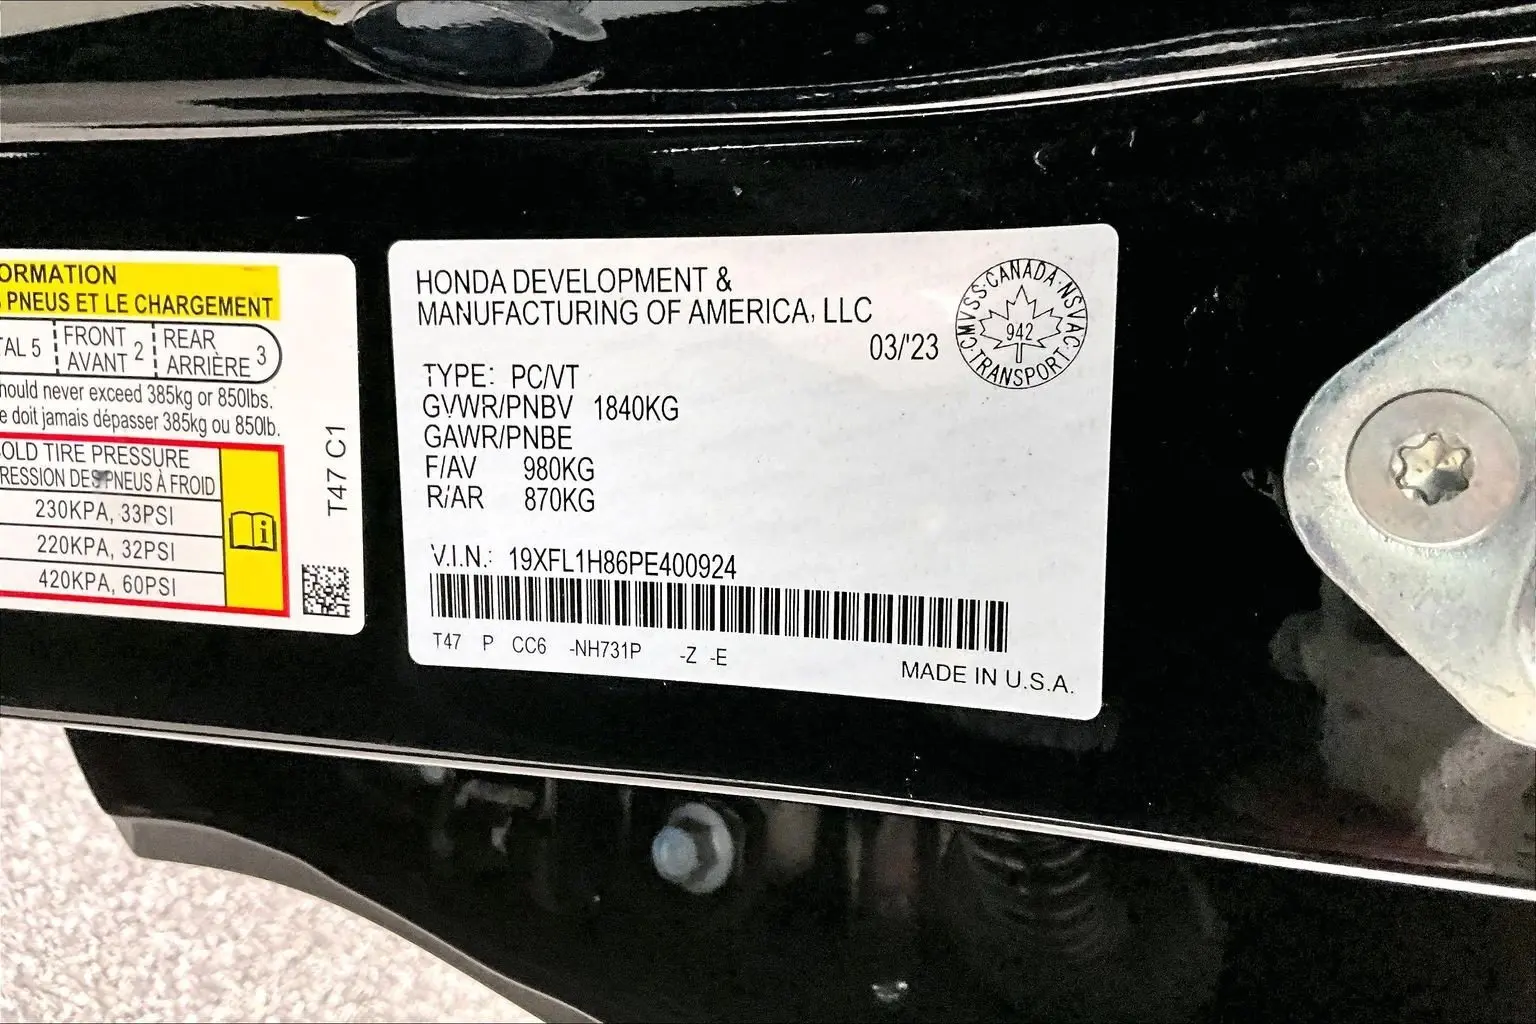 ORMATION
PNEUS ET LE CHARGEMENT
TAL 5 FRONT AVANT 2 REAR ARRIÈRE 3
hould never exceed 385kg or 850lbs.
e doit jamais dépasser 385kg ou 850lb.
OLD TIRE PRESSURE
RESSION DES PNEUS À FROID
230KPA, 33PSI
220KPA, 32PSI
420KPA, 60PSI
T47 C1
HONDA DEVELOPMENT &
MANUFACTURING OF AMERICA, LLC
03/'23
CMVSS·CANADA·NSVAC·TRANSPORT
942
TYPE: PC/VT
GVWR/PNBV 1840KG
GAWR/PNBE
F/AV 980KG
R/AR 870KG
V.I.N.: 19XFL1H86PE400924
T47 P CC6 -NH731P -Z -E
MADE IN U.S.A.